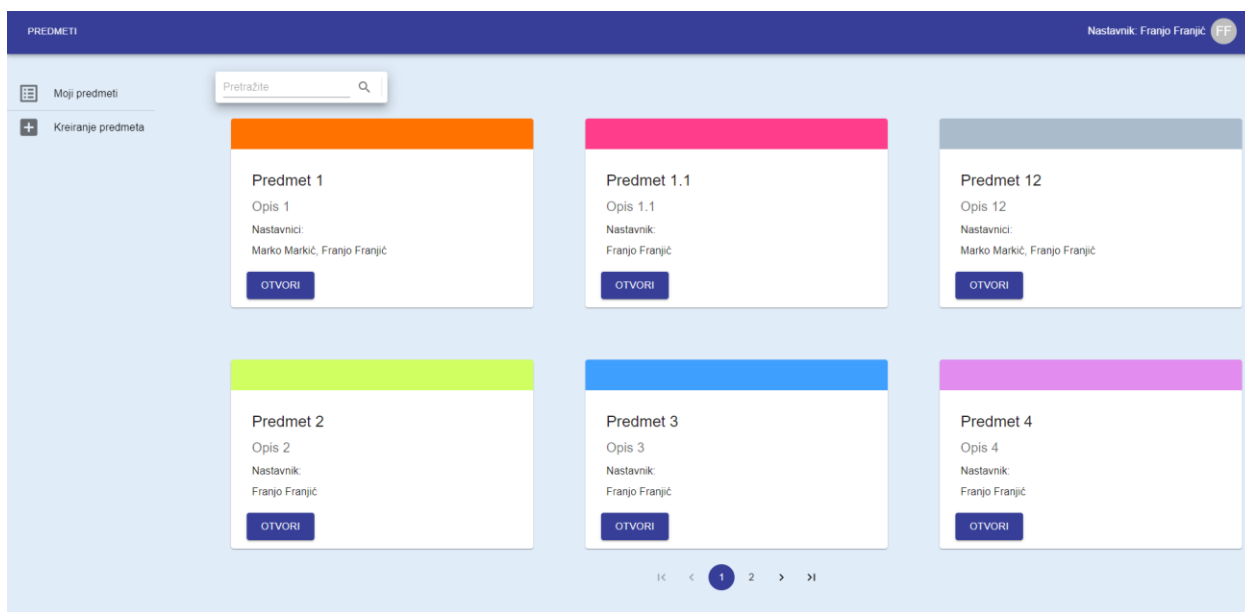 PREDMETI
Nastavnik: Franjo Franjić FF
Moji predmeti
Kreiranje predmeta
Pretražite
Predmet 1
Opis 1
Nastavnici:
Marko Markić, Franjo Franjić
OTVORI
Predmet 1.1
Opis 1.1
Nastavnik:
Franjo Franjić
OTVORI
Predmet 12
Opis 12
Nastavnici:
Marko Markić, Franjo Franjić
OTVORI
Predmet 2
Opis 2
Nastavnik:
Franjo Franjić
OTVORI
Predmet 3
Opis 3
Nastavnik:
Franjo Franjić
OTVORI
Predmet 4
Opis 4
Nastavnik:
Franjo Franjić
OTVORI
1 2